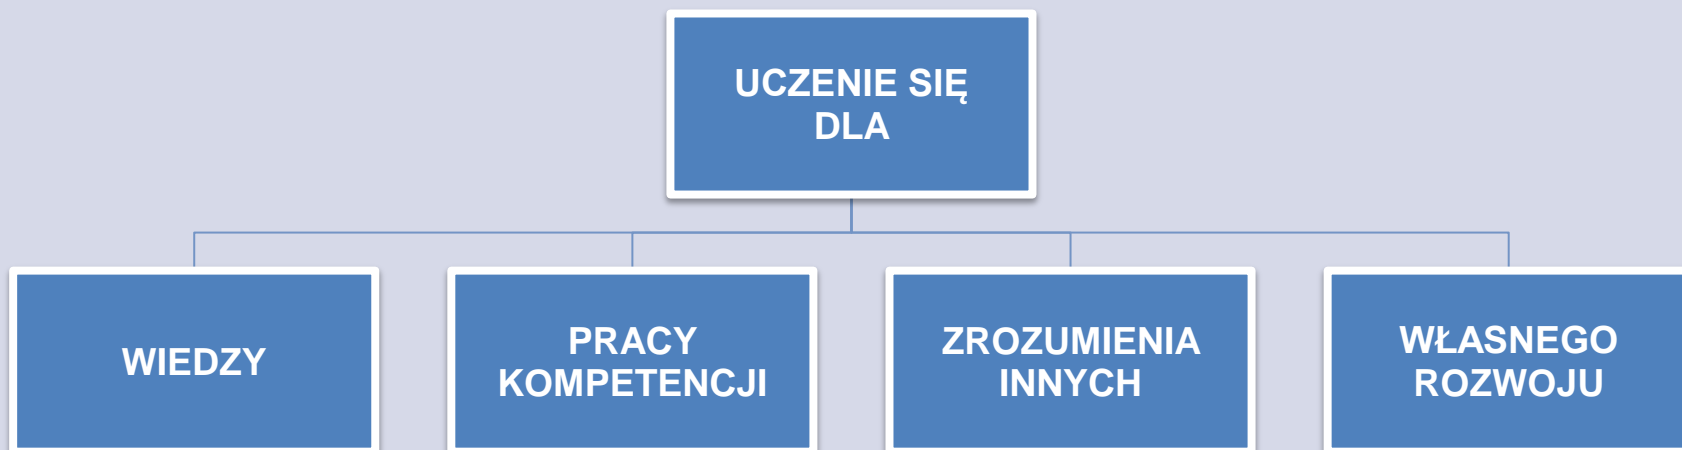 UCZENIE SIĘ
DLA
WIEDZY
PRACY
KOMPETENCJI
ZROZUMIENIA
INNYCH
WŁASNEGO
ROZWOJU